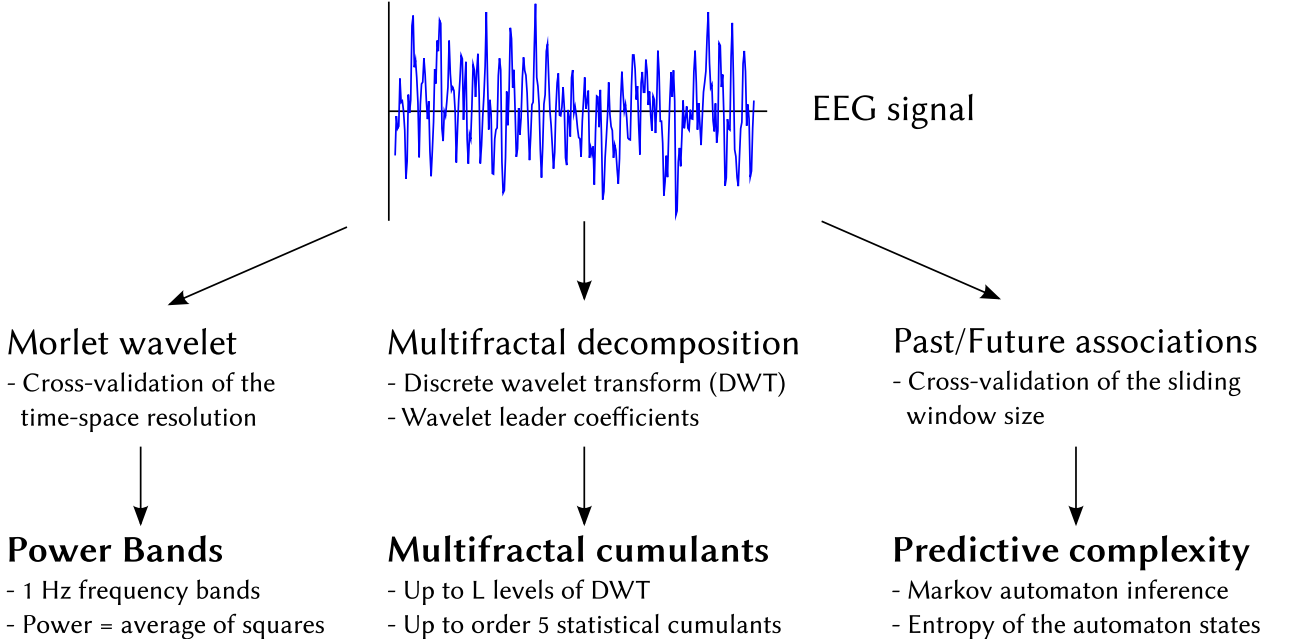 EEG signal
Morlet wavelet
- Cross-validation of the
time-space resolution
Multifractal decomposition
- Discrete wavelet transform (DWT)
- Wavelet leader coefficients
Past/Future associations
- Cross-validation of the sliding
window size
Power Bands
- 1 Hz frequency bands
- Power = average of squares
Multifractal cumulants
- Up to L levels of DWT
- Up to order 5 statistical cumulants
Predictive complexity
- Markov automaton inference
- Entropy of the automaton states